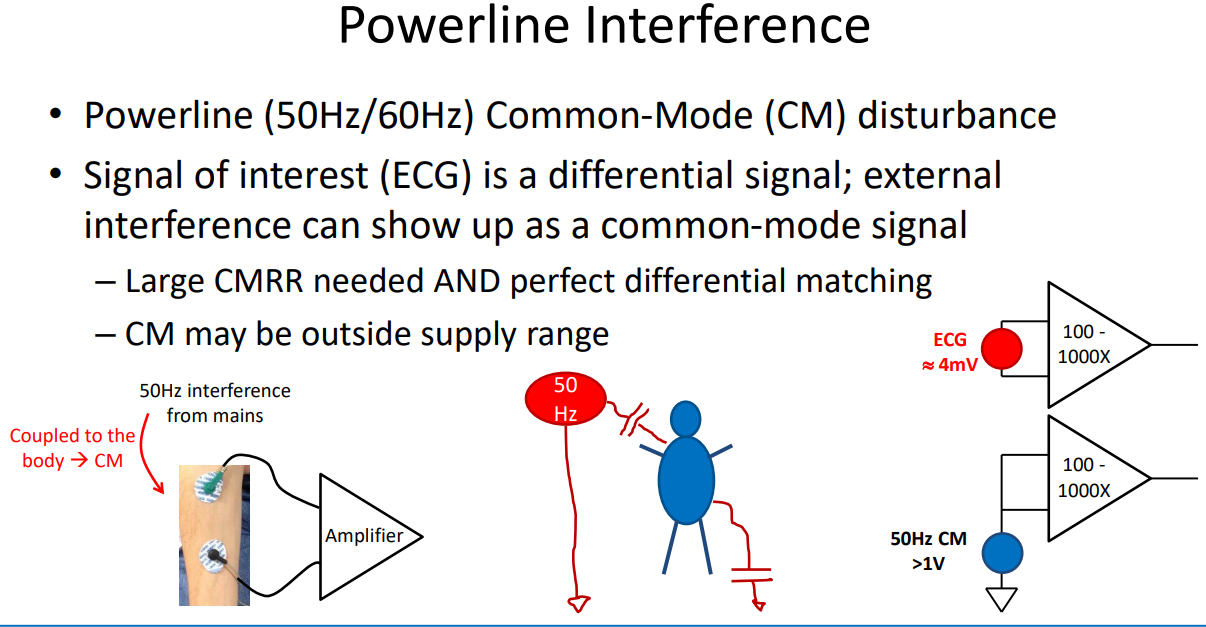 Powerline Interference
• Powerline (50Hz/60Hz) Common-Mode (CM) disturbance
• Signal of interest (ECG) is a differential signal; external
interference can show up as a common-mode signal
– Large CMRR needed AND perfect differential matching
– CM may be outside supply range
50Hz interference
from mains
Coupled to the
body → CM
Amplifier
50
Hz
ECG
≈ 4mV
100 -
1000X
100 -
1000X
50Hz CM
>1V